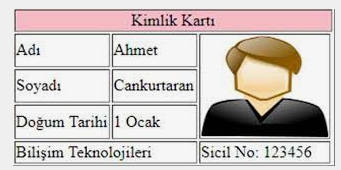 Kimlik Kartı
Adı Ahmet
Soyadı Cankurtaran
Doğum Tarihi 1 Ocak
Bilişim Teknolojileri Sicil No: 123456